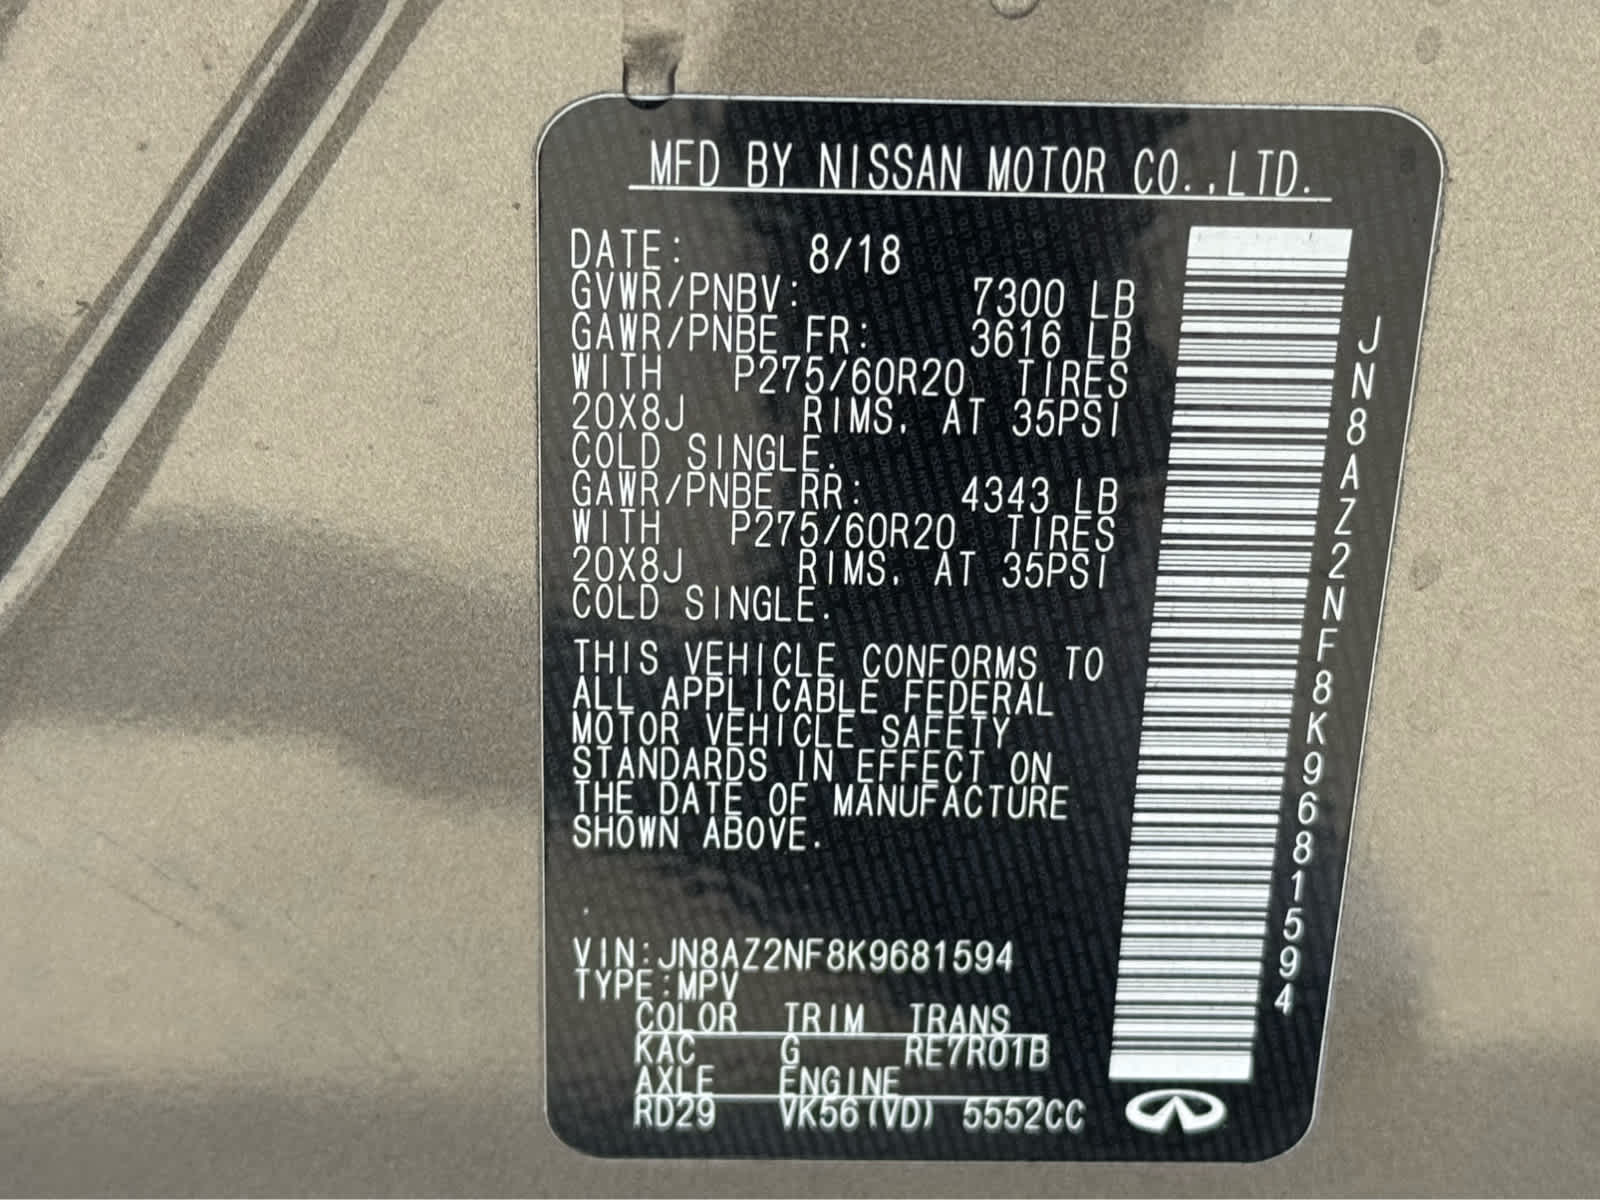 MFD BY NISSAN MOTOR CO.,LTD.
DATE: 8/18
GVWR/PNBV: 7300 LB
GAWR/PNBE FR: 3616 LB
WITH P275/60R20 TIRES
20X8J RIMS, AT 35PSI
COLD SINGLE.
GAWR/PNBE RR: 4343 LB
WITH P275/60R20 TIRES
20X8J RIMS, AT 35PSI
COLD SINGLE.
THIS VEHICLE CONFORMS TO
ALL APPLICABLE FEDERAL
MOTOR VEHICLE SAFETY
STANDARDS IN EFFECT ON
THE DATE OF MANUFACTURE
SHOWN ABOVE.
VIN:JN8AZ2NF8K9681594
TYPE:MPV
COLOR TRIM TRANS
KAC G RE7R01B
AXLE ENGINE
RD29 VK56(VD) 5552CC
JN8AZ2NF8K9681594